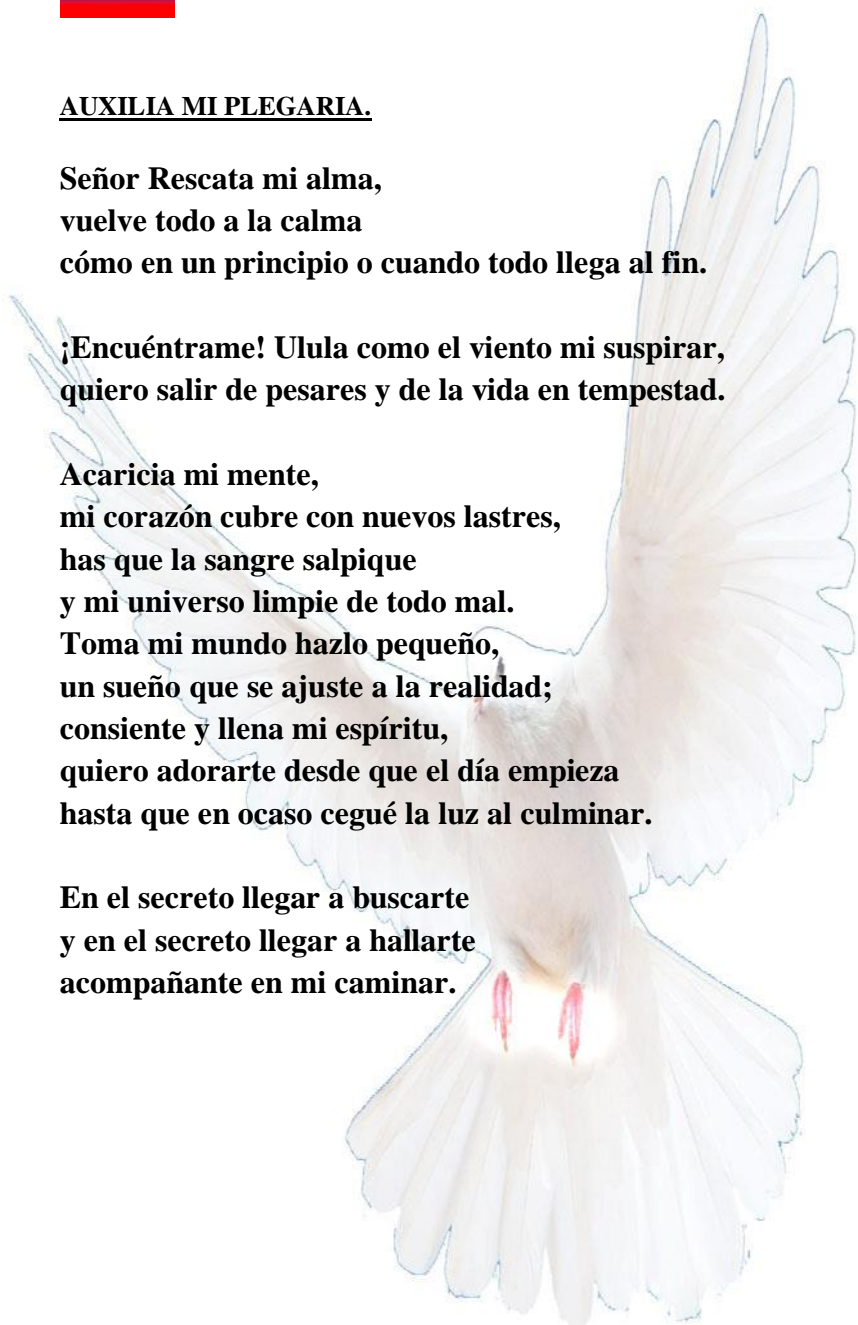 AUXILIA MI PLEGARIA.
Señor Rescata mi alma,
vuelve todo a la calma
cómo en un principio o cuando todo llega al fin.
¡Encuéntrame! Ulula como el viento mi suspirar,
quiero salir de pesares y de la vida en tempestad.
Acaricia mi mente,
mi corazón cubre con nuevos lastres,
has que la sangre salpique
y mi universo limpie de todo mal.
Toma mi mundo hazlo pequeño,
un sueño que se ajuste a la realidad;
consiente y llena mi espíritu,
quiero adorarte desde que el día empieza
hasta que en ocaso cegué la luz al culminar.
En el secreto llegar a buscarte
y en el secreto llegar a hallarte
acompañante en mi caminar.